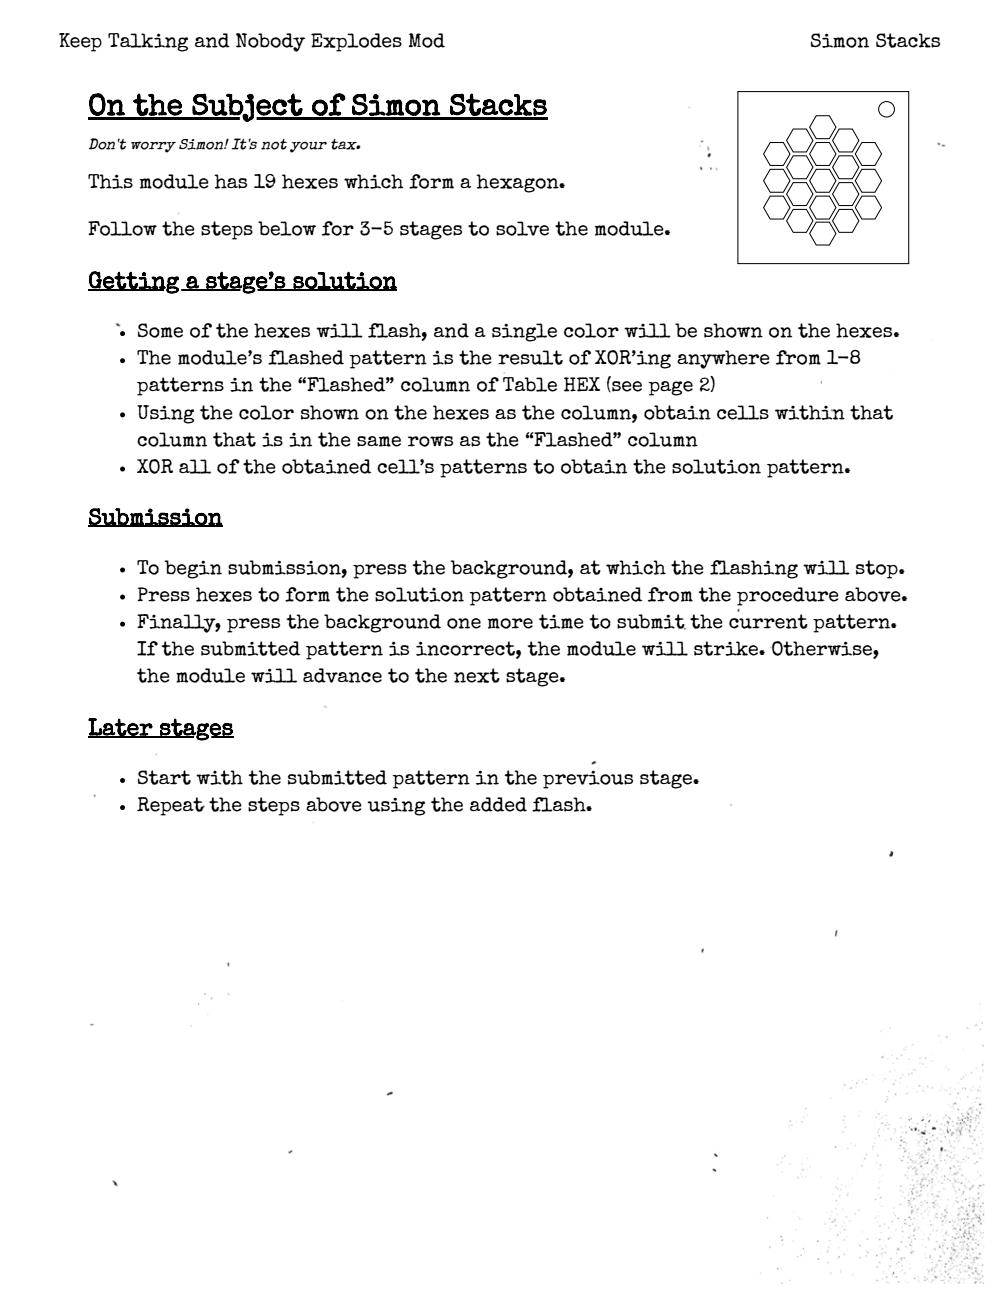 Keep Talking and Nobody Explodes Mod
Simon Stacks
On the Subject of Simon Stacks
Don't worry Simon! It's not your tax.
This module has 19 hexes which form a hexagon.
Follow the steps below for 3-5 stages to solve the module.
Getting a stage's solution
• Some of the hexes will flash, and a single color will be shown on the hexes.
• The module's flashed pattern is the result of XOR'ing anywhere from 1-8
patterns in the “Flashed” column of Table HEX (see page 2)
• Using the color shown on the hexes as the column, obtain cells within that
column that is in the same rows as the “Flashed” column
• XOR all of the obtained cell's patterns to obtain the solution pattern.
Submission
• To begin submission, press the background, at which the flashing will stop.
• Press hexes to form the solution pattern obtained from the procedure above.
• Finally, press the background one more time to submit the current pattern.
If the submitted pattern is incorrect, the module will strike. Otherwise,
the module will advance to the next stage.
Later stages
• Start with the submitted pattern in the previous stage.
• Repeat the steps above using the added flash.